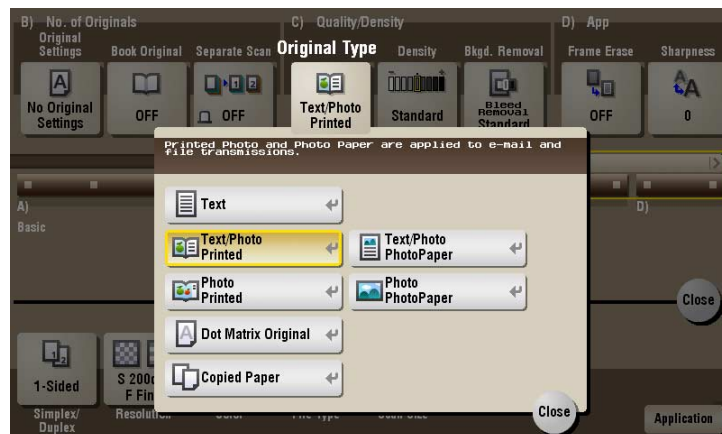 B) No. of Originals
C) Quality/Density
D) App
Original
Settings
Book Original
Separate Scan
Original Type
Density
Bkgd. Removal
Frame Erase
Sharpness
No Original
Settings
OFF
OFF
Text/Photo
Printed
Standard
Bleed
Removal
Standard
OFF
0
Printed Photo and Photo Paper are applied to e-mail and
file transmissions.
A)
D)
Basic
Text
Text/Photo
Printed
Text/Photo
PhotoPaper
Photo
Printed
Photo
PhotoPaper
Dot Matrix Original
Copied Paper
Close
Close
1-Sided
S 200
F Fin
Simplex/
Duplex
Resolution
Application